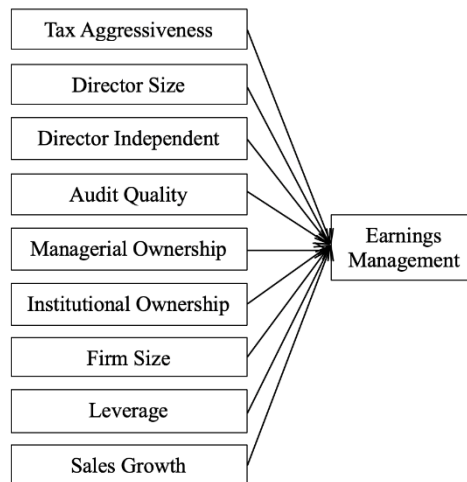 Tax Aggressiveness
Director Size
Director Independent
Audit Quality
Managerial Ownership
Institutional Ownership
Firm Size
Leverage
Sales Growth
Earnings
Management